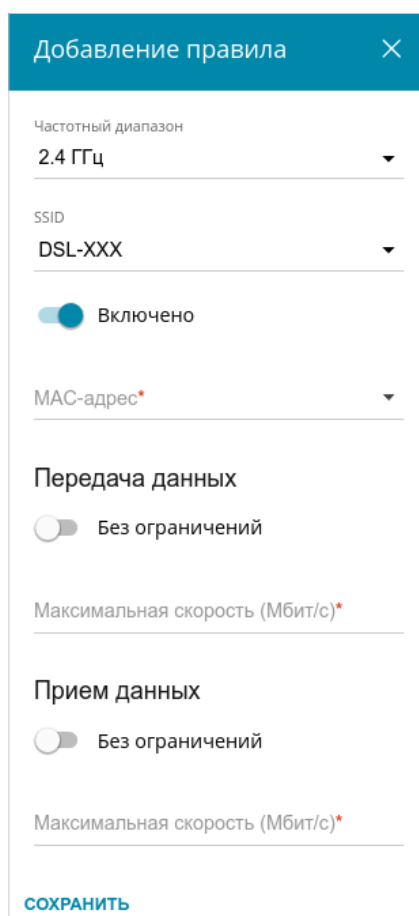 Добавление правила
Частотный диапазон
2.4 ГГц
SSID
DSL-XXX
Включено
MAC-адрес*
Передача данных
Без ограничений
Максимальная скорость (Мбит/с)*
Прием данных
Без ограничений
Максимальная скорость (Мбит/с)*
СОХРАНИТЬ